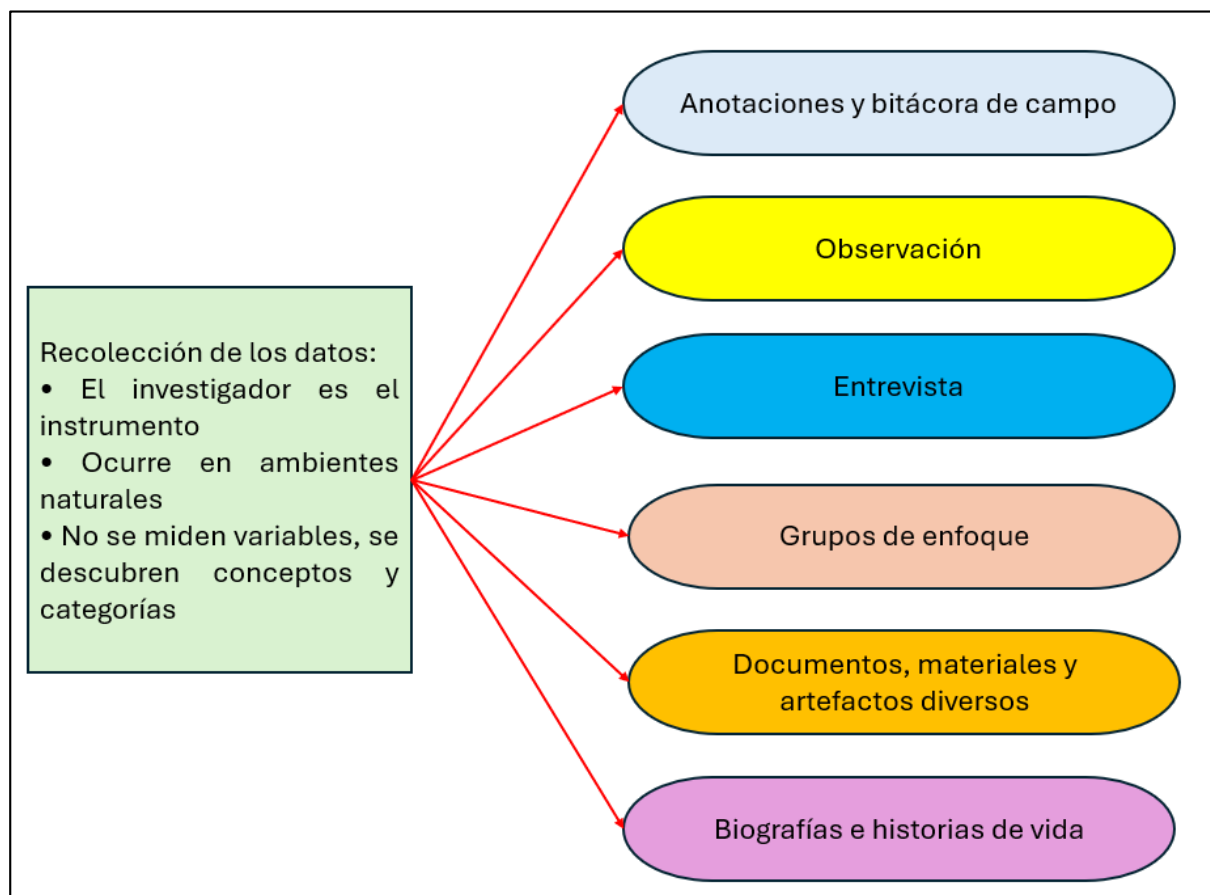 Anotaciones y bitácora de campo
Observación
Recolección de los datos:
• El investigador es el
instrumento
• Ocurre en ambientes
naturales
• No se miden variables, se
descubren conceptos y
categorías
Entrevista
Grupos de enfoque
Documentos, materiales y
artefactos diversos
Biografías e historias de vida